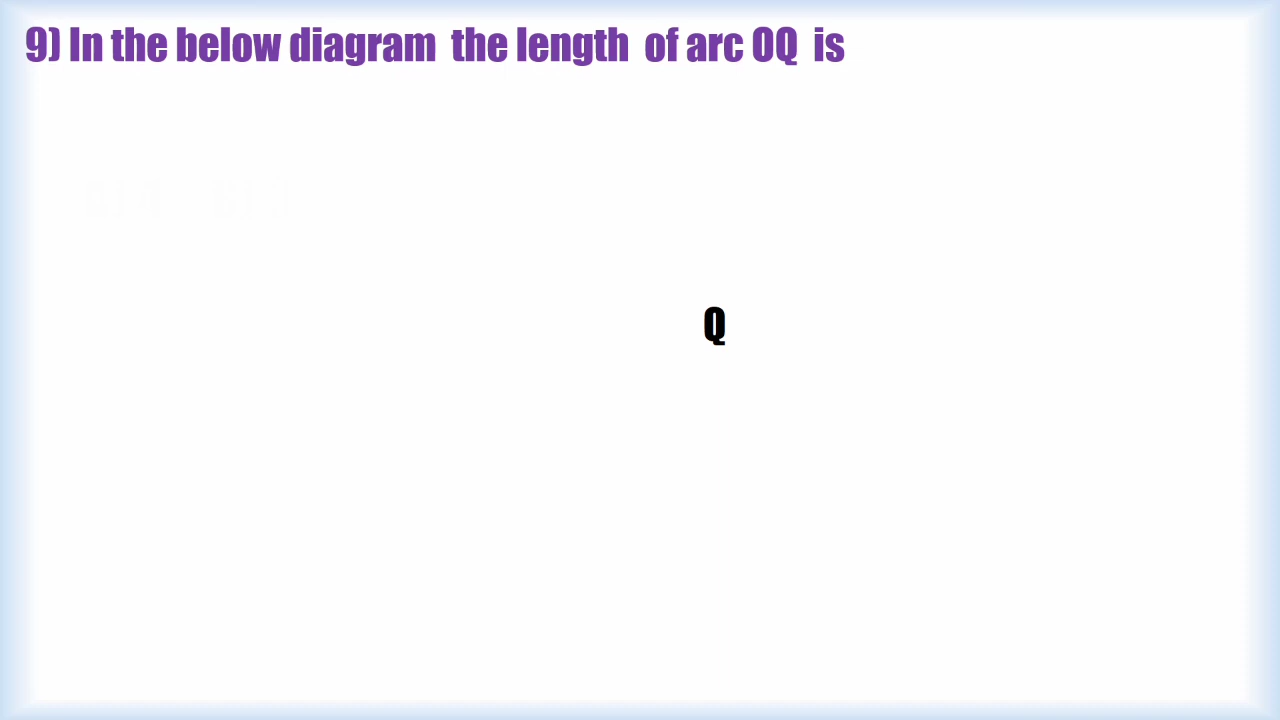 9) In the below diagram the length of arc OQ is
Q